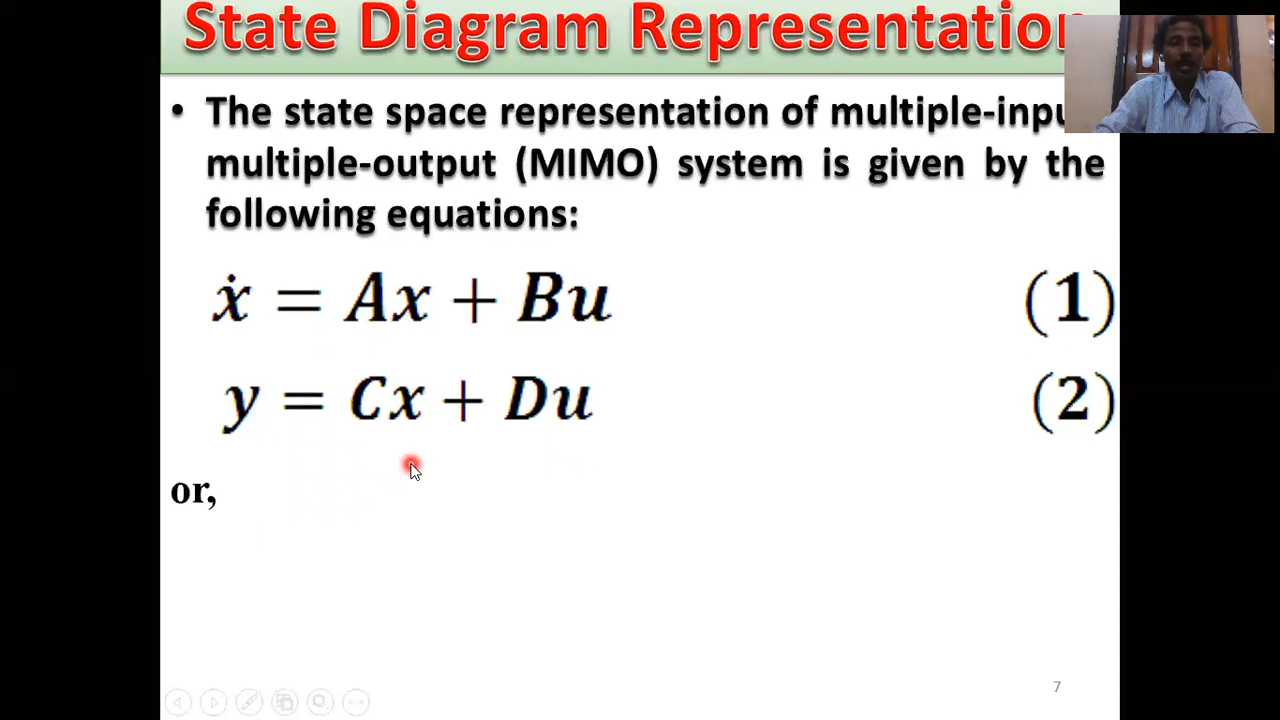 State Diagram Representation
• The state space representation of multiple-inpu
multiple-output (MIMO) system is given by the
following equations:
ẋ = Ax + Bu (1)
y = Cx + Du (2)
or,
7